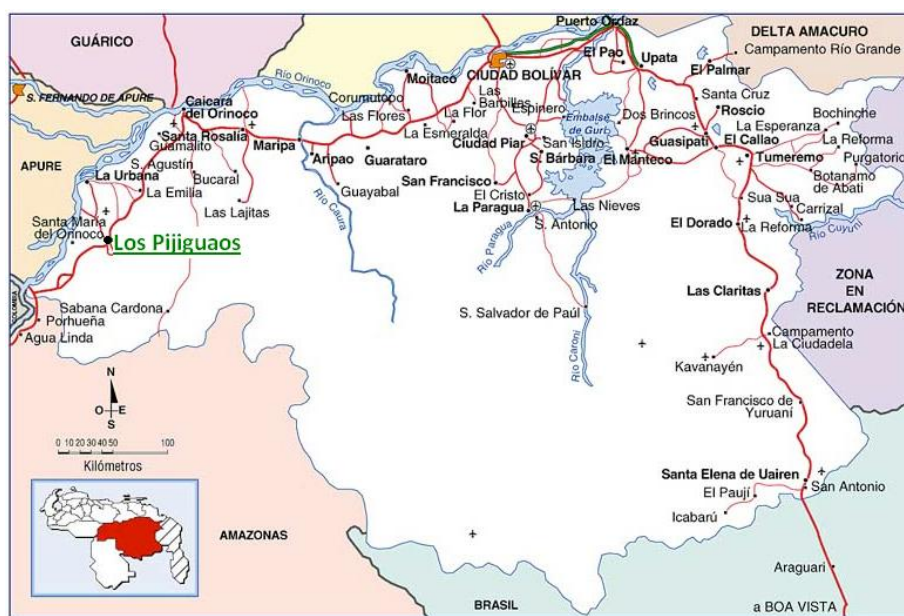 Puerto Ordaz
DELTA AMACURO
GUÁRICO
Campamento Río Grande
El Pao
Upata
Río Orinoco
Moitaco
CIUDAD BOLÍVAR
El Palmar
S. FERNANDO DE APURE
Caicara
del Orinoco
Corumutopo
Las
Barbillas
Espinero
Santa Cruz
Las Flores
La Flor
Embalse
de Guri
Dos Brincos
Roscio
Bochinche
Santa Rosalía
La Esmeralda
La Esperanza
Guamalito
Maripa
Ciudad Piar
San Isidro
Guasipati
El Callao
La Reforma
APURE
Aripao
Guarataro
S. Bárbara
El Manteco
Tumeremo
Purgatorio
S. Agustín
Bucaral
Botanamo
de Abati
La Urbana
La Emilia
Guayabal
San Francisco
El Cristo
Sua Sua
Carrizal
Las Lajitas
La Paragua
Las Nieves
Santa María
del Orinoco
Río Caura
S. Antonio
El Dorado
La Reforma
Río Cuyuní
Los Pijiguaos
Río Paragua
ZONA
EN
RECLAMACIÓN
COLOMBIA
Las Claritas
Sabana Cardona
S. Salvador de Paúl
Porhueña
Campamento
La Ciudadela
Agua Linda
Río Caroní
Kavanayén
N
O E
S
San Francisco de
Yuruaní
0 10 20 30 40 50 100
Kilómetros
Santa Elena de Uairen
San Antonio
El Paují
Icabarú
AMAZONAS
Araguari
BRASIL
a BOA VISTA